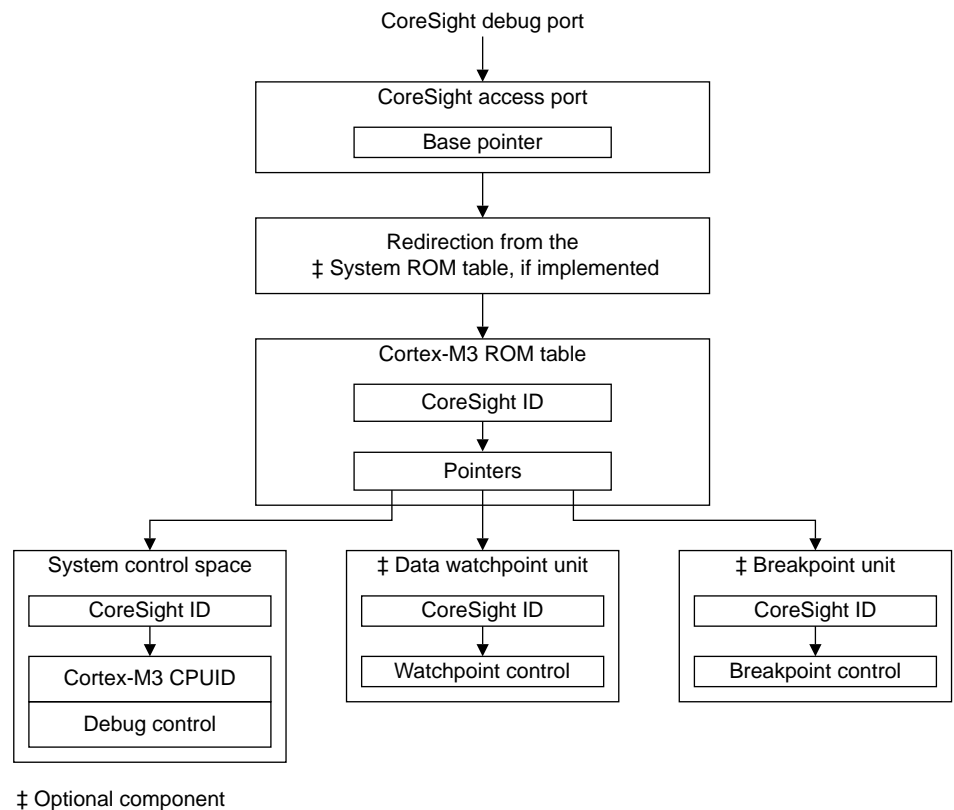 CoreSight debug port
CoreSight access port
Base pointer
Redirection from the
‡ System ROM table, if implemented
Cortex-M3 ROM table
CoreSight ID
Pointers
System control space
CoreSight ID
Cortex-M3 CPUID
Debug control
‡ Data watchpoint unit
CoreSight ID
Watchpoint control
‡ Breakpoint unit
CoreSight ID
Breakpoint control
‡ Optional component